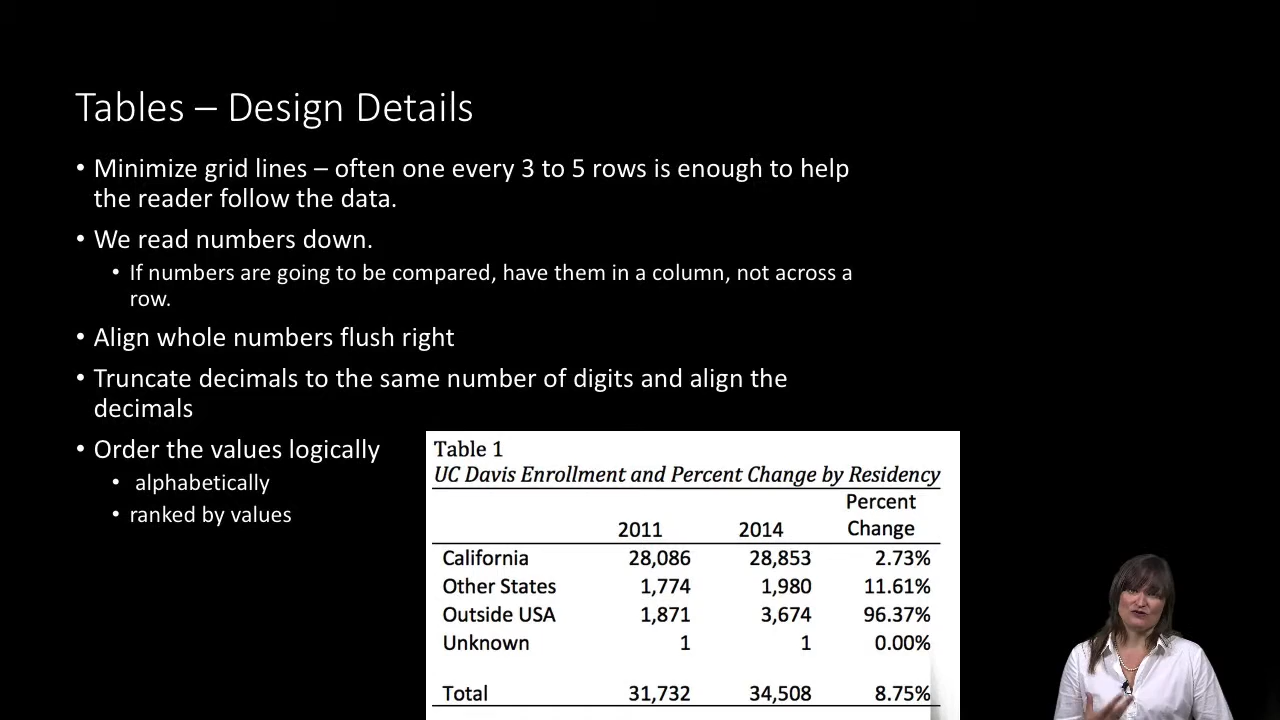 Tables – Design Details
• Minimize grid lines – often one every 3 to 5 rows is enough to help
the reader follow the data.
• We read numbers down.
• If numbers are going to be compared, have them in a column, not across a
row.
• Align whole numbers flush right
• Truncate decimals to the same number of digits and align the
decimals
• Order the values logically
• alphabetically
• ranked by values
Table 1
UC Davis Enrollment and Percent Change by Residency
Percent
2011 2014 Change
California 28,086 28,853 2.73%
Other States 1,774 1,980 11.61%
Outside USA 1,871 3,674 96.37%
Unknown 1 1 0.00%
Total 31,732 34,508 8.75%